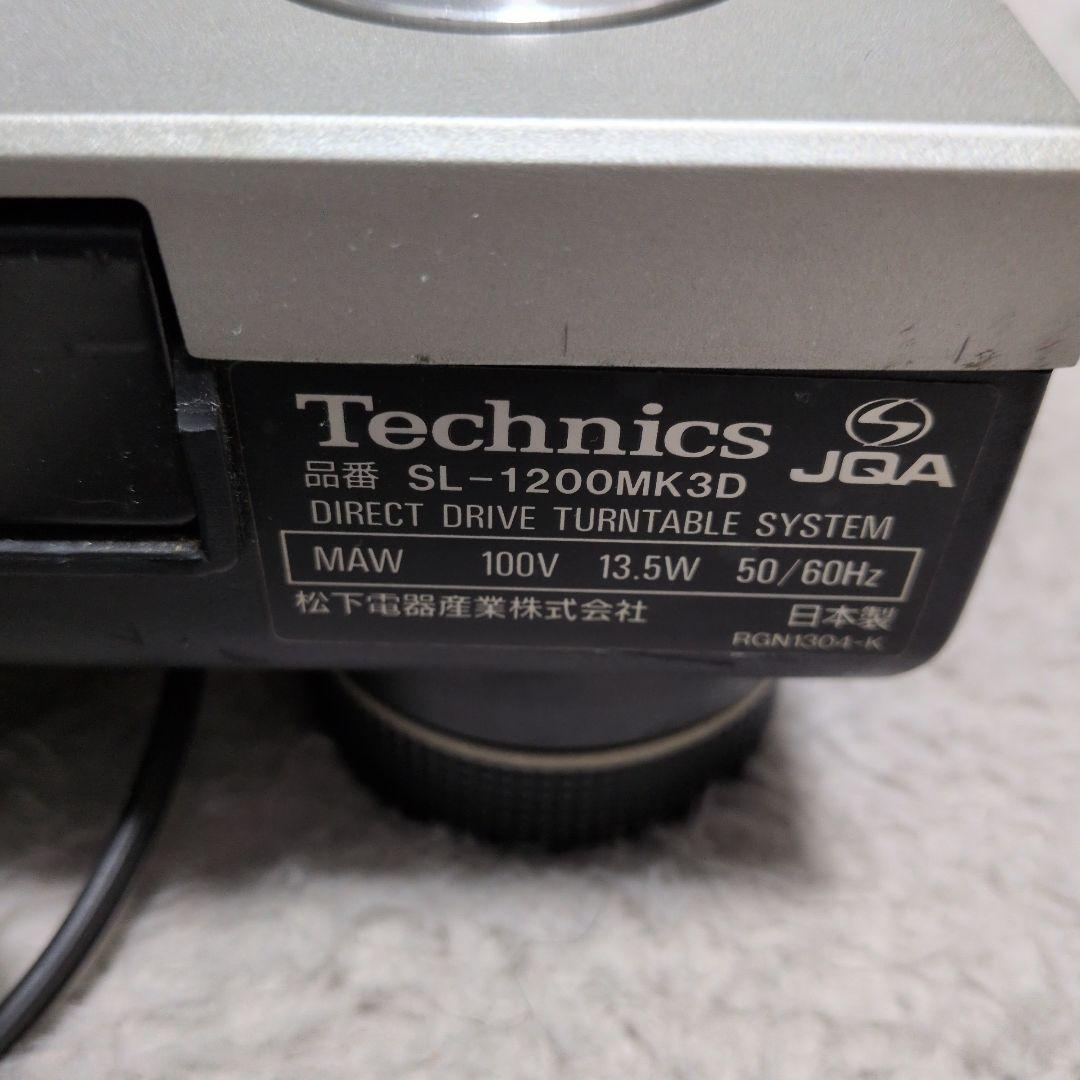 Technics
JQA
品番 SL-1200MK3D
DIRECT DRIVE TURNTABLE SYSTEM
MAW 100V 13.5W 50/60Hz
松下電器産業株式会社 日本製
RGN1304-K